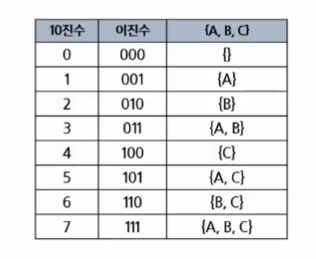 10진수 이진수 {A, B, C}
0 000 {}
1 001 {A}
2 010 {B}
3 011 {A, B}
4 100 {C}
5 101 {A, C}
6 110 {B, C}
7 111 {A, B, C}